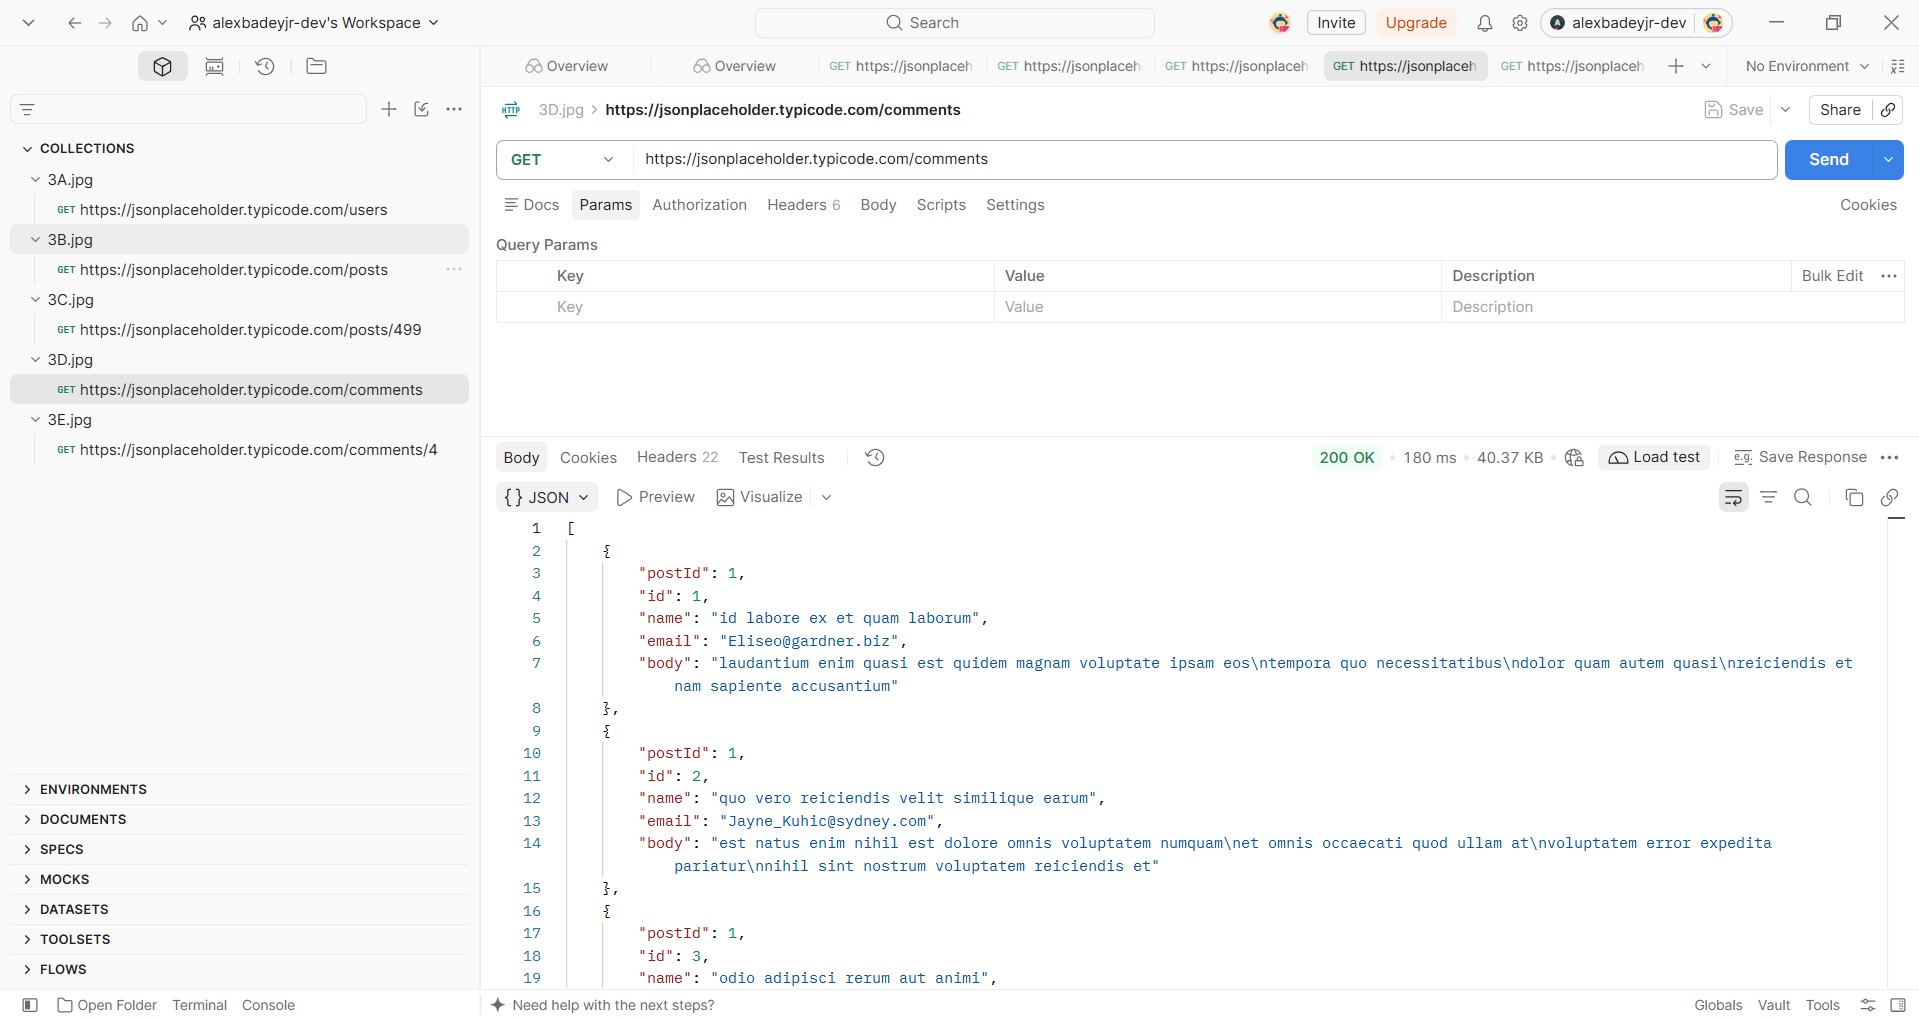 alexbadeyjr-dev's Workspace
Search
Invite
Upgrade
A alexbadeyjr-dev
Overview
Overview
GET https://jsonplaceh
GET https://jsonplaceh
GET https://jsonplaceh
GET https://jsonplaceh
GET https://jsonplaceh
No Environment
COLLECTIONS
3A.jpg
GET https://jsonplaceholder.typicode.com/users
3B.jpg
GET https://jsonplaceholder.typicode.com/posts
3C.jpg
GET https://jsonplaceholder.typicode.com/posts/499
3D.jpg
GET https://jsonplaceholder.typicode.com/comments
3E.jpg
GET https://jsonplaceholder.typicode.com/comments/4
ENVIRONMENTS
DOCUMENTS
SPECS
MOCKS
DATASETS
TOOLSETS
FLOWS
HTTP 3D.jpg > https://jsonplaceholder.typicode.com/comments
Save
Share
GET https://jsonplaceholder.typicode.com/comments
Send
Docs Params Authorization Headers 6 Body Scripts Settings
Cookies
Query Params
Key Value Description Bulk Edit
Key Value Description
Body Cookies Headers 22 Test Results
200 OK • 180 ms • 40.37 KB
Load test
e.g. Save Response
{} JSON Preview Visualize
1 [
2 {
3 "postId": 1,
4 "id": 1,
5 "name": "id labore ex et quam laborum",
6 "email": "Eliseo@gardner.biz",
7 "body": "laudantium enim quasi est quidem magnam voluptate ipsam eos\ntempora quo necessitatibus\ndolor quam autem quasi\nreiciendis et
nam sapiente accusantium"
8 },
9 {
10 "postId": 1,
11 "id": 2,
12 "name": "quo vero reiciendis velit similique earum",
13 "email": "Jayne_Kuhic@sydney.com",
14 "body": "est natus enim nihil est dolore omnis voluptatem numquam\net omnis occaecati quod ullam at\nvoluptatem error expedita
pariatur\nnihil sint nostrum voluptatem reiciendis et"
15 },
16 {
17 "postId": 1,
18 "id": 3,
19 "name": "odio adipisci rerum aut animi",
Open Folder Terminal Console
Need help with the next steps?
Globals Vault Tools